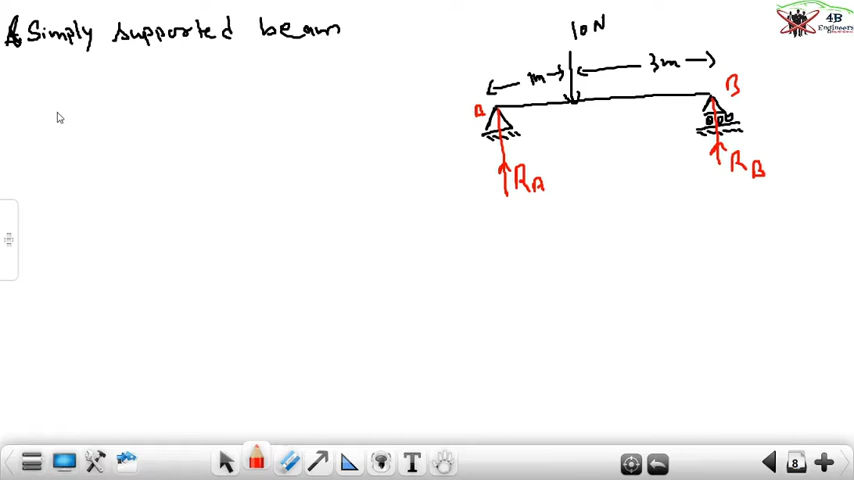 Simply supported beam
10N
1m
3m
B
B
RA
RB
4B
Engineers
T
8